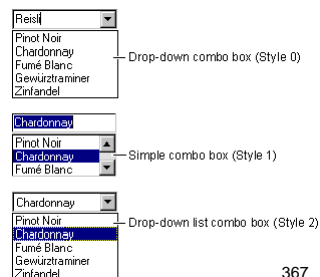 Reisli
Pinot Noir
Chardonnay
Fumé Blanc
Gewürztraminer
Zinfandel
Drop-down combo box (Style 0)
Chardonnay
Pinot Noir
Chardonnay
Fumé Blanc
Simple combo box (Style 1)
Chardonnay
Pinot Noir
Chardonnay
Fumé Blanc
Gewürztraminer
Zinfandel
Drop-down list combo box (Style 2)
367